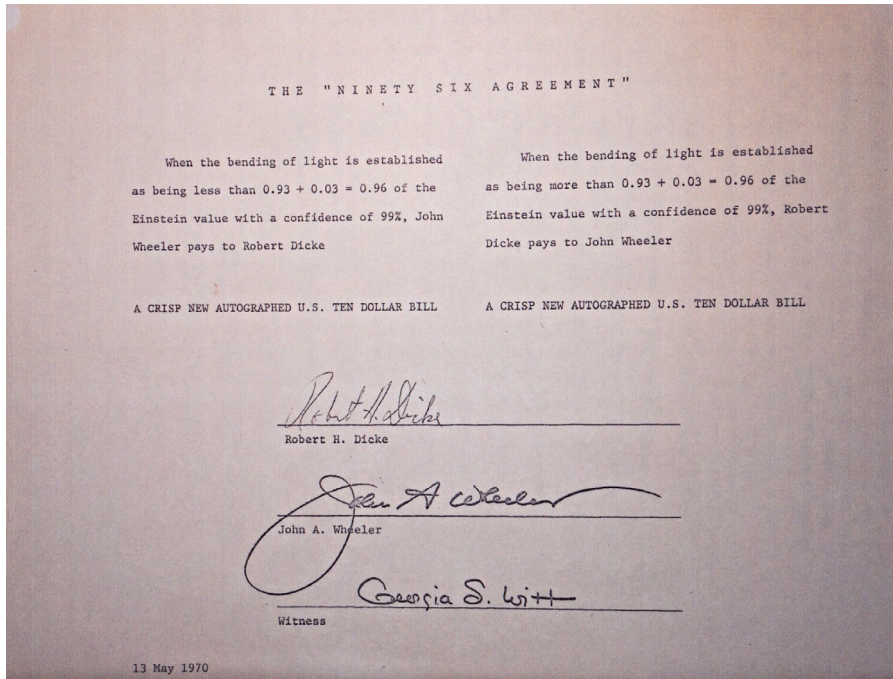 THE "NINETY SIX AGREEMENT"
When the bending of light is established
as being less than 0.93 + 0.03 = 0.96 of the
Einstein value with a confidence of 99%, John
Wheeler pays to Robert Dicke
A CRISP NEW AUTOGRAPHED U.S. TEN DOLLAR BILL
When the bending of light is established
as being more than 0.93 + 0.03 = 0.96 of the
Einstein value with a confidence of 99%, Robert
Dicke pays to John Wheeler
A CRISP NEW AUTOGRAPHED U.S. TEN DOLLAR BILL
Robert H. Dicke
Robert H. Dicke
John A Wheeler
John A. Wheeler
Georgia S. Witt
Witness
13 May 1970